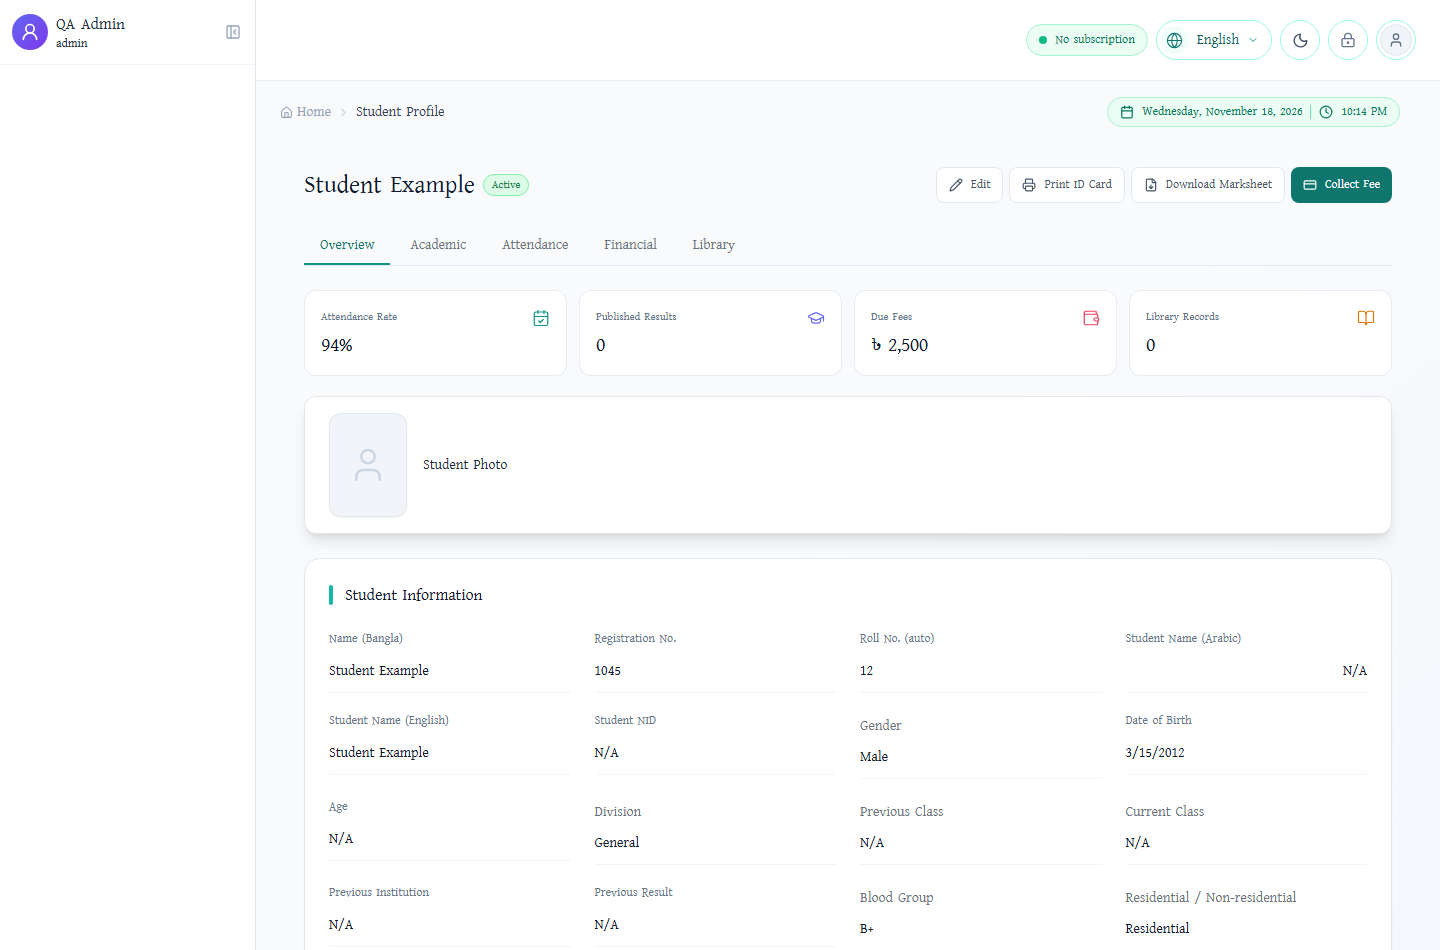 QA Admin
admin
No subscription
English
Home
Student Profile
Wednesday, November 18, 2026
10:14 PM
Student Example
Active
Edit
Print ID Card
Download Marksheet
Collect Fee
Overview
Academic
Attendance
Financial
Library
Attendance Rate
94%
Published Results
0
Due Fees
৳ 2,500
Library Records
0
Student Photo
Student Information
Name (Bangla)
Student Example
Registration No.
1045
Roll No. (auto)
12
Student Name (Arabic)
N/A
Student Name (English)
Student Example
Student NID
N/A
Gender
Male
Date of Birth
3/15/2012
Age
N/A
Division
General
Previous Class
N/A
Current Class
N/A
Previous Institution
N/A
Previous Result
N/A
Blood Group
B+
Residential / Non-residential
Residential